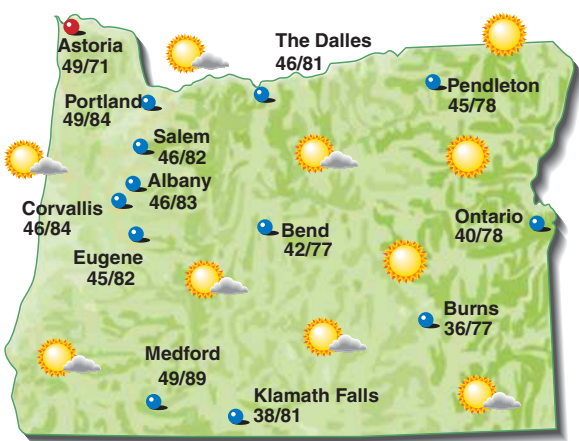 Astoria
49/71
The Dalles
46/81
Pendleton
45/78
Portland
49/84
Salem
46/82
Albany
46/83
Corvallis
46/84
Eugene
45/82
Bend
42/77
Ontario
40/78
Burns
36/77
Medford
49/89
Klamath Falls
38/81